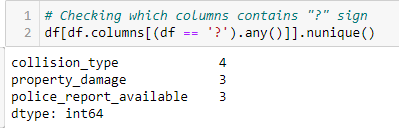 1 # Checking which columns contains "?" sign
2 df[df.columns[(df == '?').any()]].nunique()
collision_type 4
property_damage 3
police_report_available 3
dtype: int64